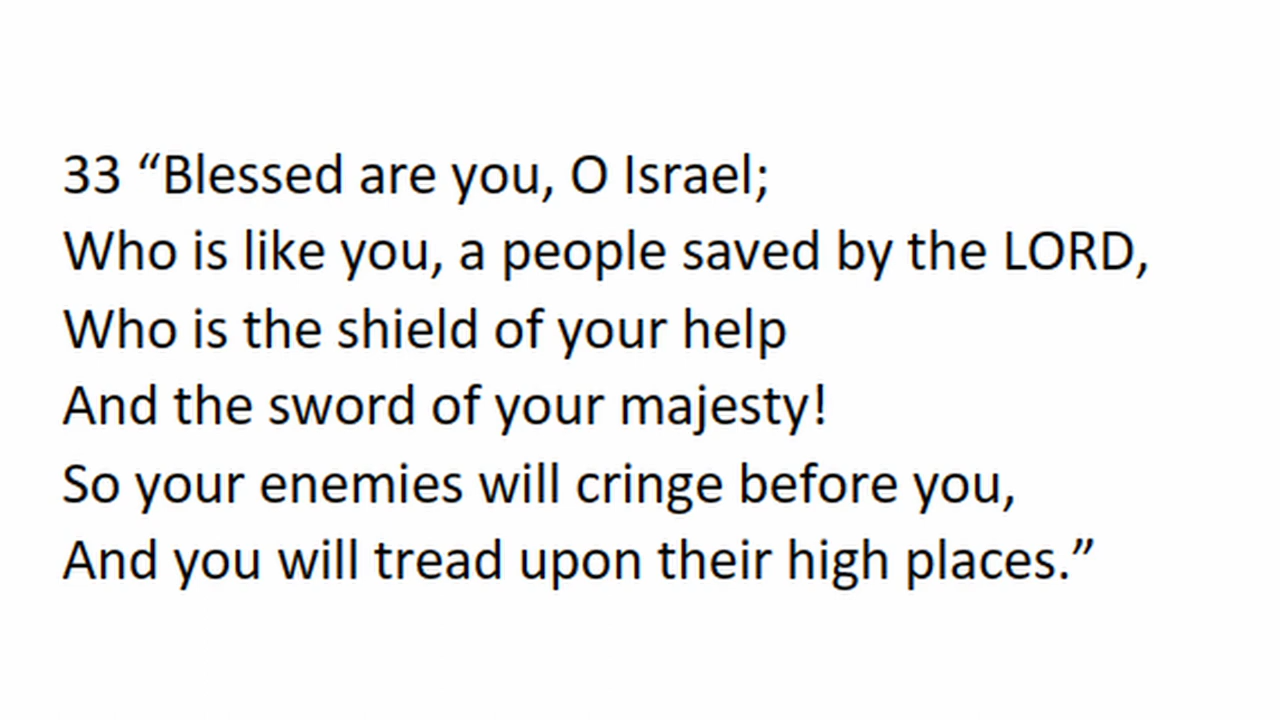 33 “Blessed are you, O Israel;
Who is like you, a people saved by the LORD,
Who is the shield of your help
And the sword of your majesty!
So your enemies will cringe before you,
And you will tread upon their high places.”